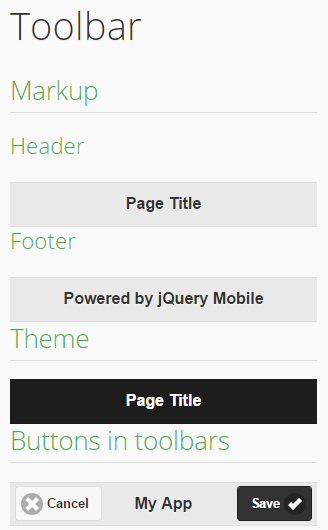 Toolbar
Markup
Header
Page Title
Footer
Powered by jQuery Mobile
Theme
Page Title
Buttons in toolbars
Cancel My App Save